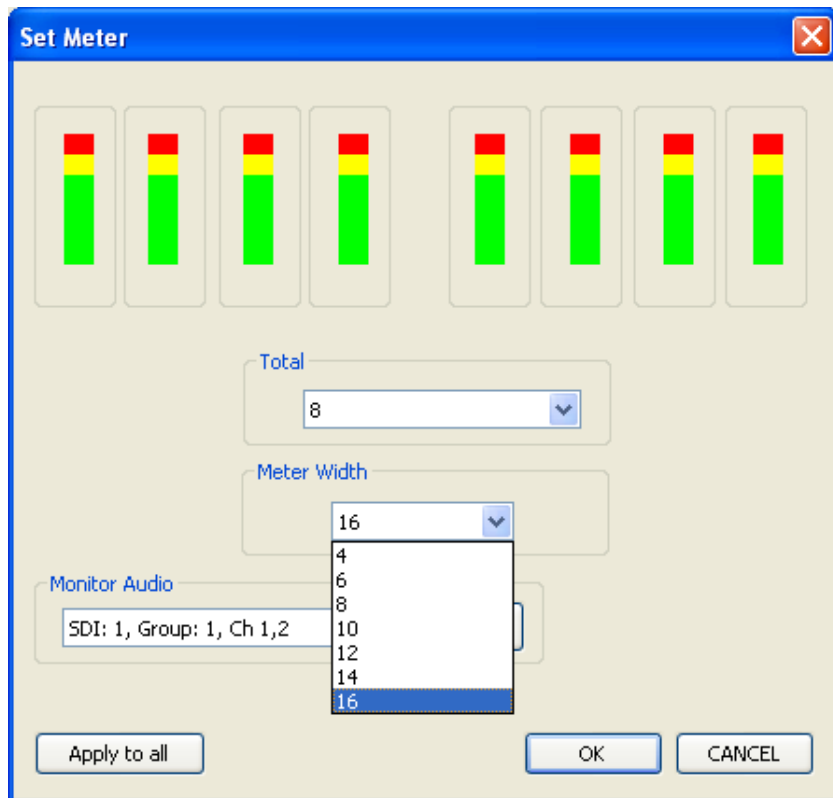 Set Meter
Total
8
Meter Width
16
4
6
8
10
12
14
16
Monitor Audio
SDI: 1, Group: 1, Ch 1,2
Apply to all
OK
CANCEL